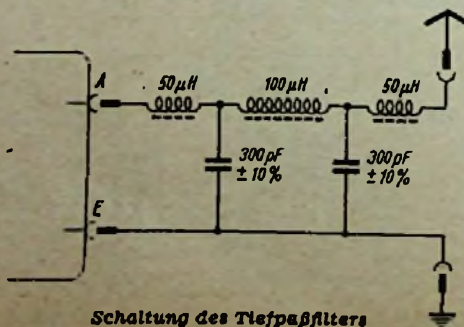 A
50µH
100µH
50µH
300pF
± 10%
300pF
± 10%
E
Schaltung des Tiefpaßfilters